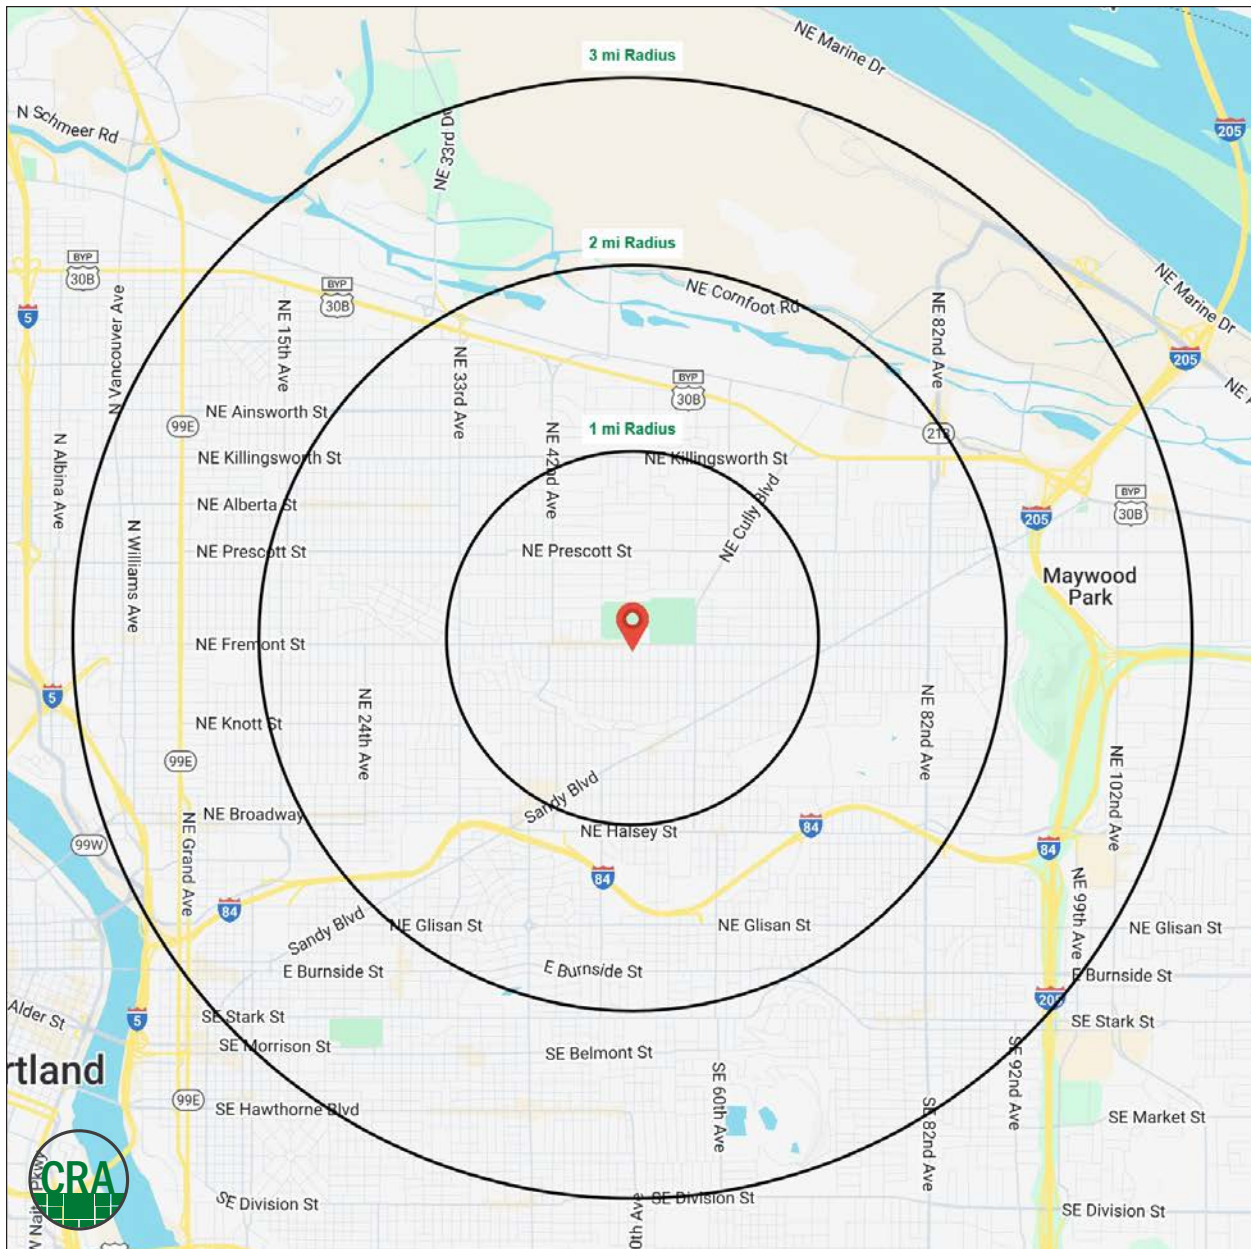 NE Marine Dr
3 mi Radius
N Schmeer Rd
NE 33rd Dr
205
2 mi Radius
BYP
30B
BYP
30B
NE Cornfoot Rd
NE Marine Dr
5
N Vancouver Ave
NE 15th Ave
NE 33rd Ave
NE 82nd Ave
205
BYP
30B
NE Ainsworth St
99E
1 mi Radius
213
N Albina Ave
NE Killingsworth St
NE 42nd Ave
NE Killingsworth St
NE Alberta St
NE Cully Blvd
BYP
30B
205
N Williams Ave
NE Prescott St
NE Prescott St
Maywood
Park
NE Fremont St
5
NE Knott St
NE 24th Ave
NE 82nd Ave
99E
NE 102nd Ave
Sandy Blvd
NE Broadway
NE Halsey St
84
99W
84
84
NE Grand Ave
84
NE 99th Ave
Sandy Blvd
NE Glisan St
NE Glisan St
NE Glisan St
E Burnside St
E Burnside St
E Burnside St
205
Alder St
5
SE Stark St
SE Stark St
SE Morrison St
SE Belmont St
rtland
SE 60th Ave
SE 92nd Ave
99E
SE Hawthorne Blvd
SE 82nd Ave
SE Market St
CRA
Pkwy
SE Division St
SE Division St
SE Division St
0th Ave